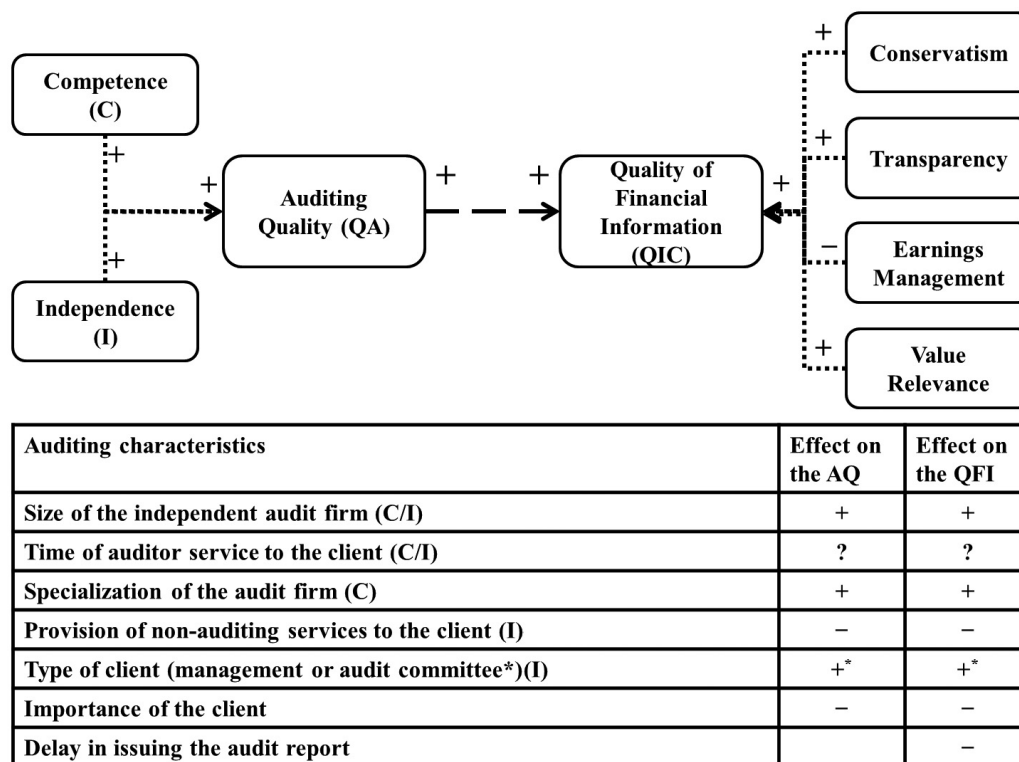 Competence
(C)
+
+
Independence
(I)
+
Auditing
Quality (QA)
+
+
Quality of
Financial
Information
(QIC)
+
+
Conservatism
+
Transparency
–
Earnings
Management
+
Value
Relevance
Auditing characteristics
Effect on
the AQ
Effect on
the QFI
Size of the independent audit firm (C/I)
+
+
Time of auditor service to the client (C/I)
?
?
Specialization of the audit firm (C)
+
+
Provision of non-auditing services to the client (I)
–
–
Type of client (management or audit committee*)(I)
+*
+*
Importance of the client
–
–
Delay in issuing the audit report
–